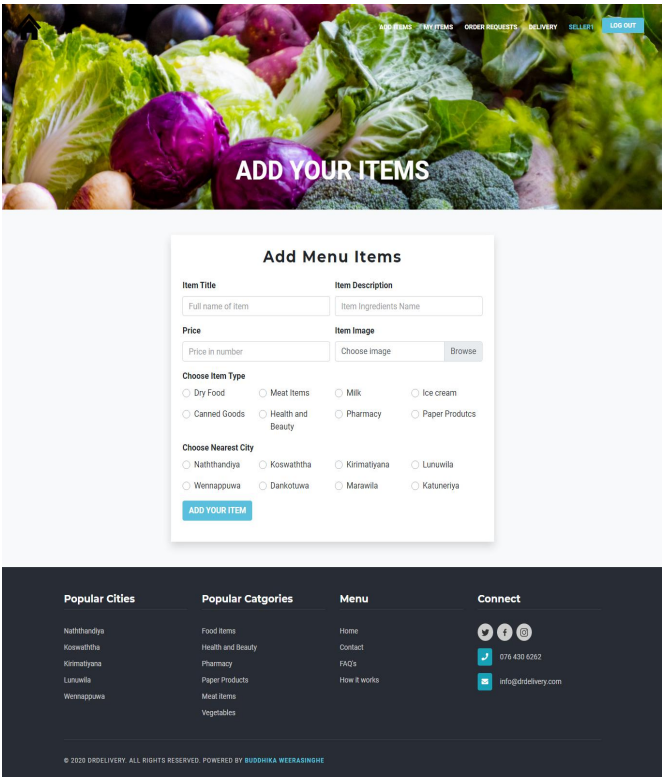 ADD ITEMS MY ITEMS ORDER REQUESTS DELIVERY SELLER1 LOG OUT
ADD YOUR ITEMS
Add Menu Items
Item Title Item Description
Full name of item Item Ingredients Name
Price Item Image
Price in number Choose image Browse
Choose Item Type
Dry Food Meat Items Milk Ice cream
Canned Goods Health and Beauty Pharmacy Paper Produtcs
Choose Nearest City
Naththandiya Koswaththa Kirimatiyana Lunuwila
Wennappuwa Dankotuwa Marawila Katuneriya
ADD YOUR ITEM
Popular Cities Popular Catgories Menu Connect
Naththandiya Food items Home
Koswaththa Health and Beauty Contact 076 430 6262
Kirimatiyana Pharmacy FAQ's
Lunuwila Paper Products How it works info@drdelivery.com
Wennappuwa Meat items
Vegetables
© 2020 DRDELIVERY. ALL RIGHTS RESERVED. POWERED BY BUDDHIKA WEERASINGHE